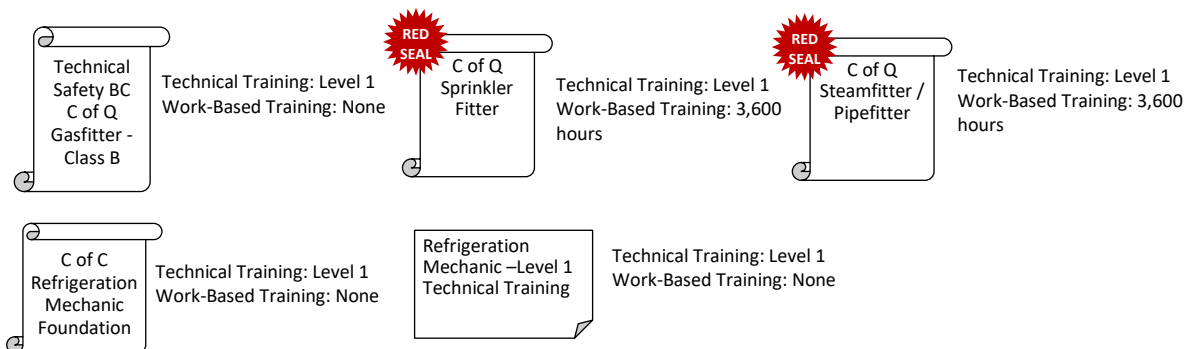 Technical
Safety BC
C of Q
Gasfitter -
Class B
Technical Training: Level 1
Work-Based Training: None
RED
SEAL
C of Q
Sprinkler
Fitter
Technical Training: Level 1
Work-Based Training: 3,600
hours
RED
SEAL
C of Q
Steamfitter /
Pipefitter
Technical Training: Level 1
Work-Based Training: 3,600
hours
C of C
Refrigeration
Mechanic
Foundation
Technical Training: Level 1
Work-Based Training: None
Refrigeration
Mechanic –Level 1
Technical Training
Technical Training: Level 1
Work-Based Training: None